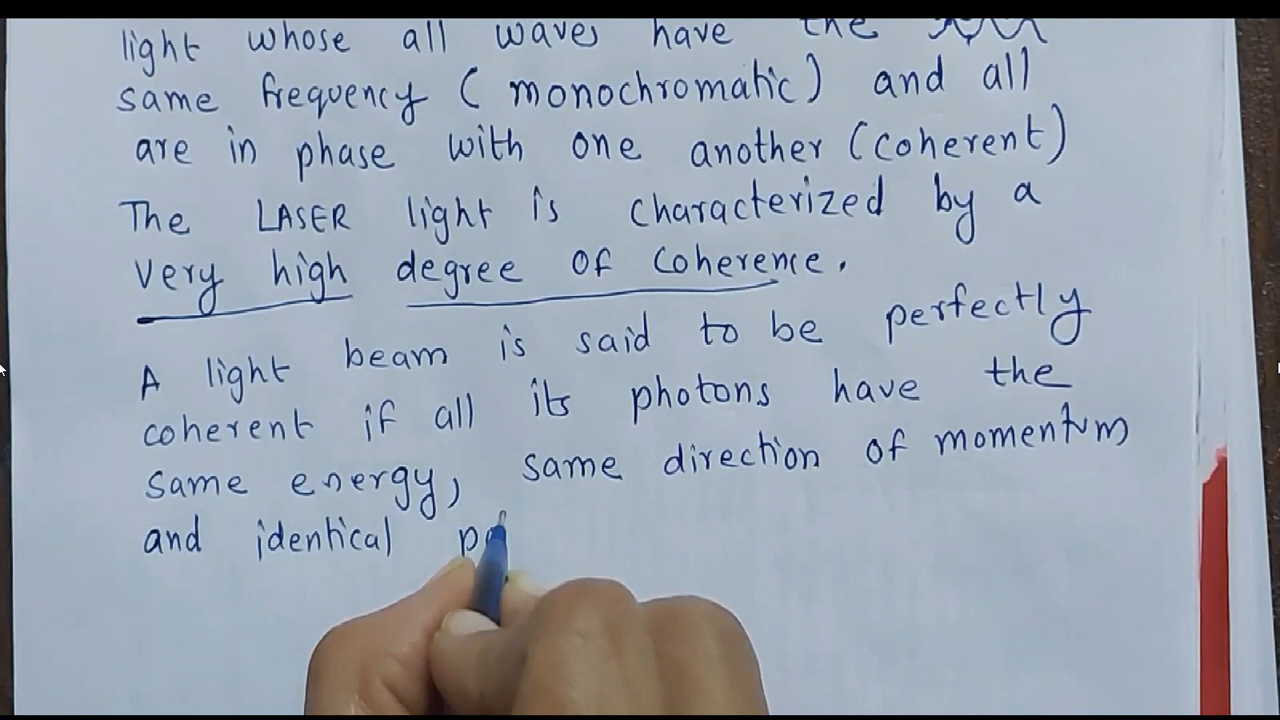 light whose all waves have the
same frequency ( monochromatic ) and all
are in phase with one another (coherent)
The LASER light is characterized by a
very high degree of coherence.
A light beam is said to be perfectly
coherent if all its photons have the
same energy, same direction of momentum
and identical